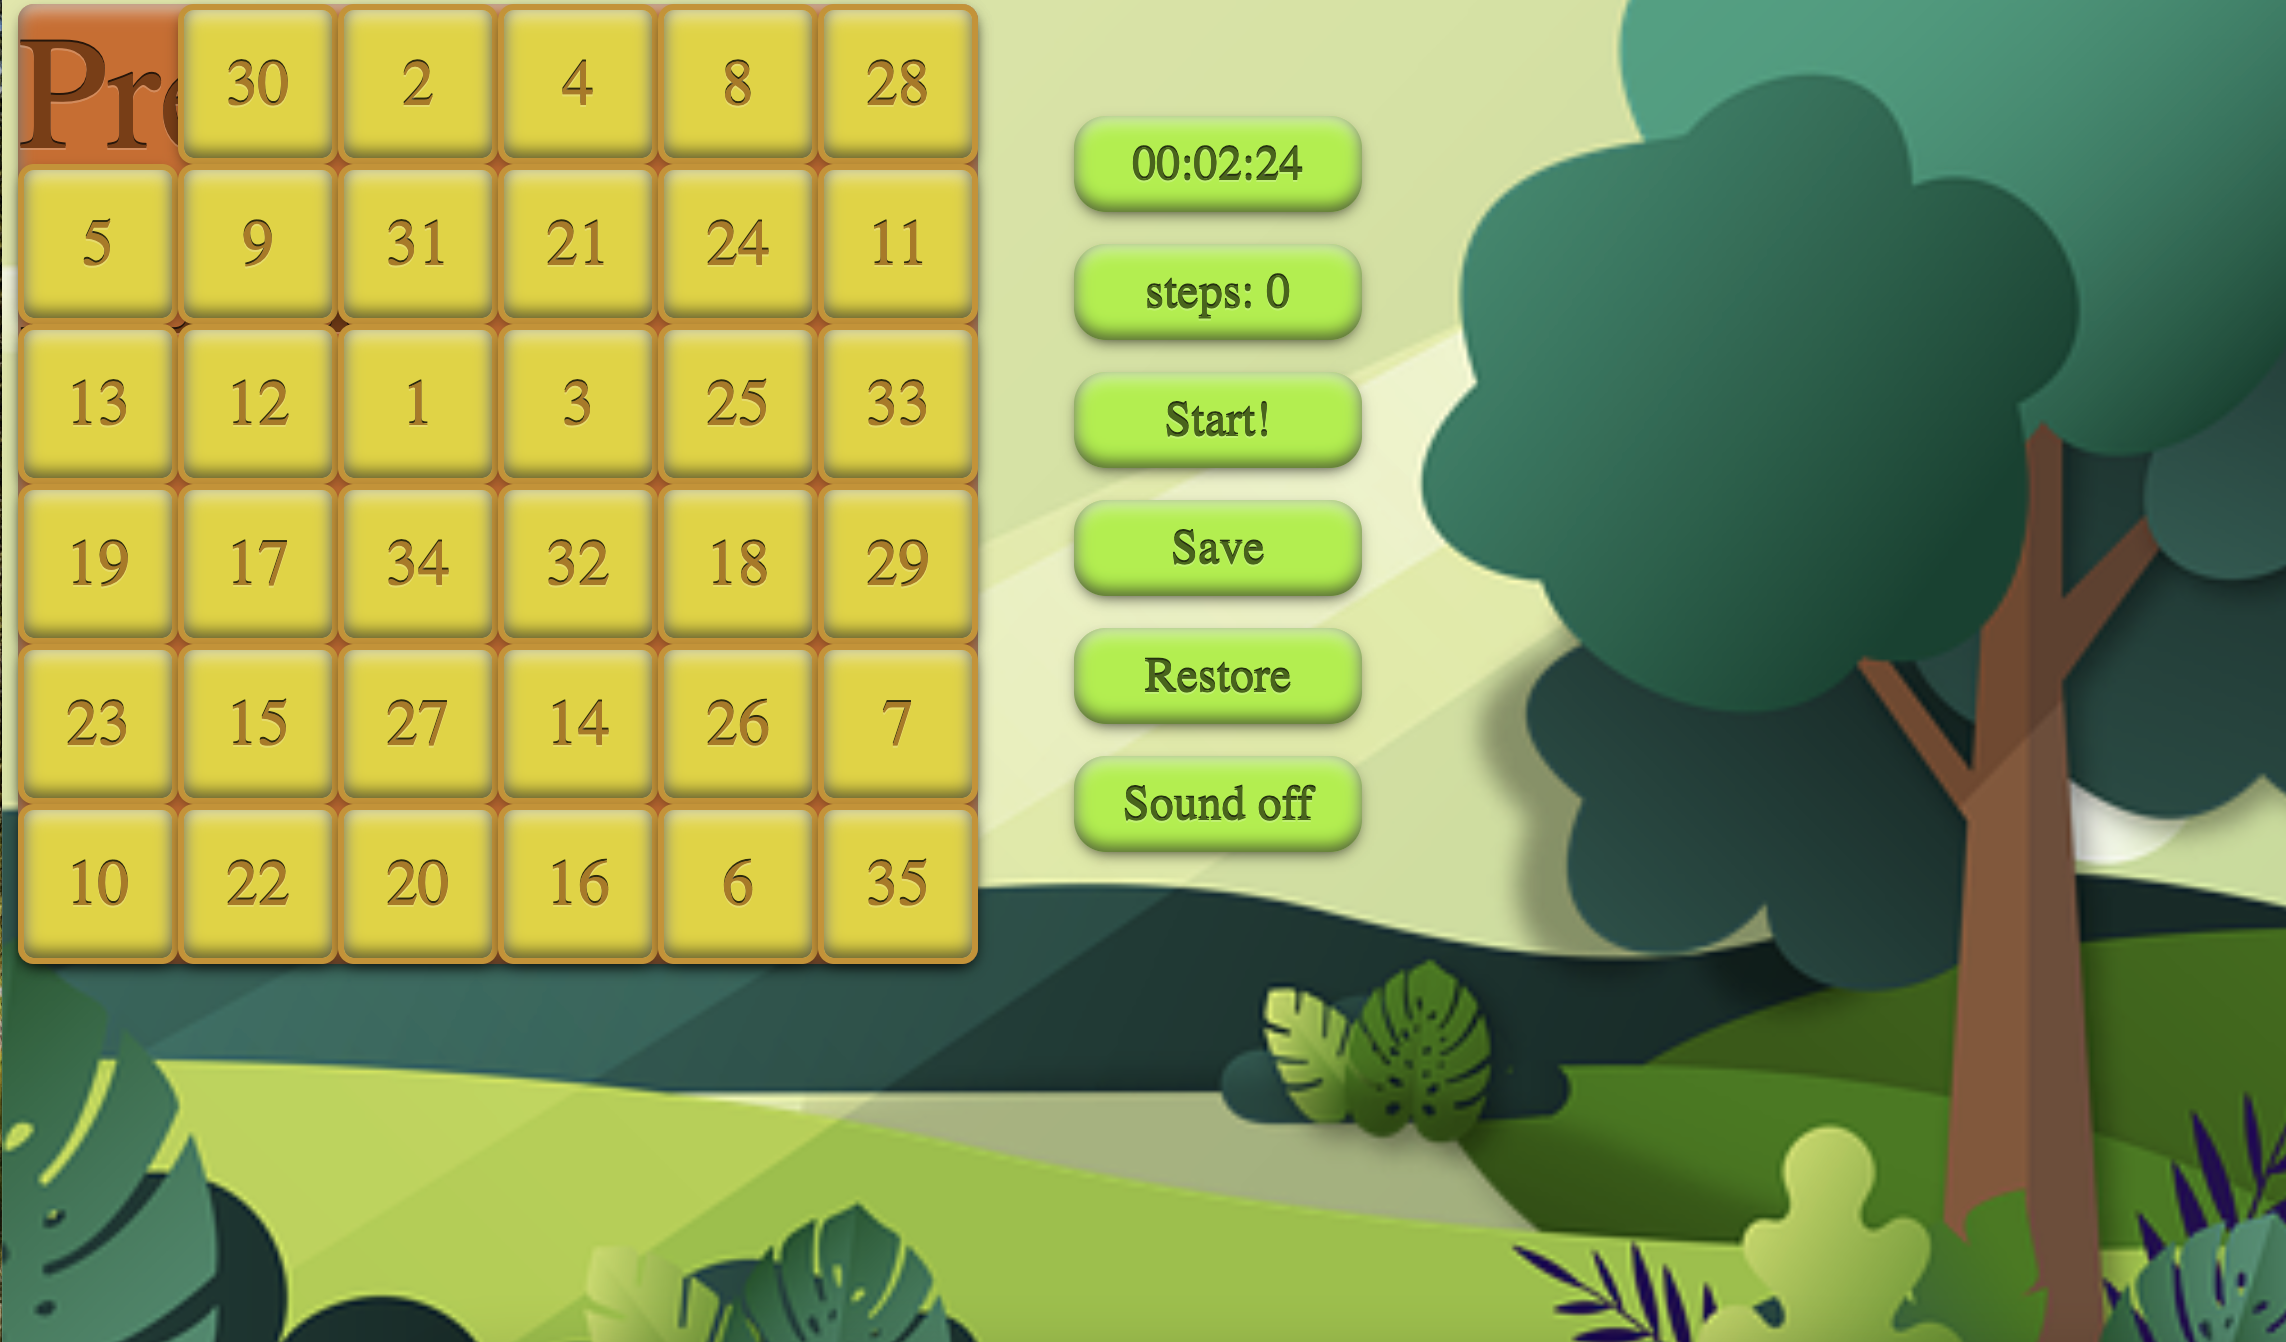 Pre 30 2 4 8 28
5 9 31 21 24 11
13 12 1 3 25 33
19 17 34 32 18 29
23 15 27 14 26 7
10 22 20 16 6 35
00:02:24
steps: 0
Start!
Save
Restore
Sound off